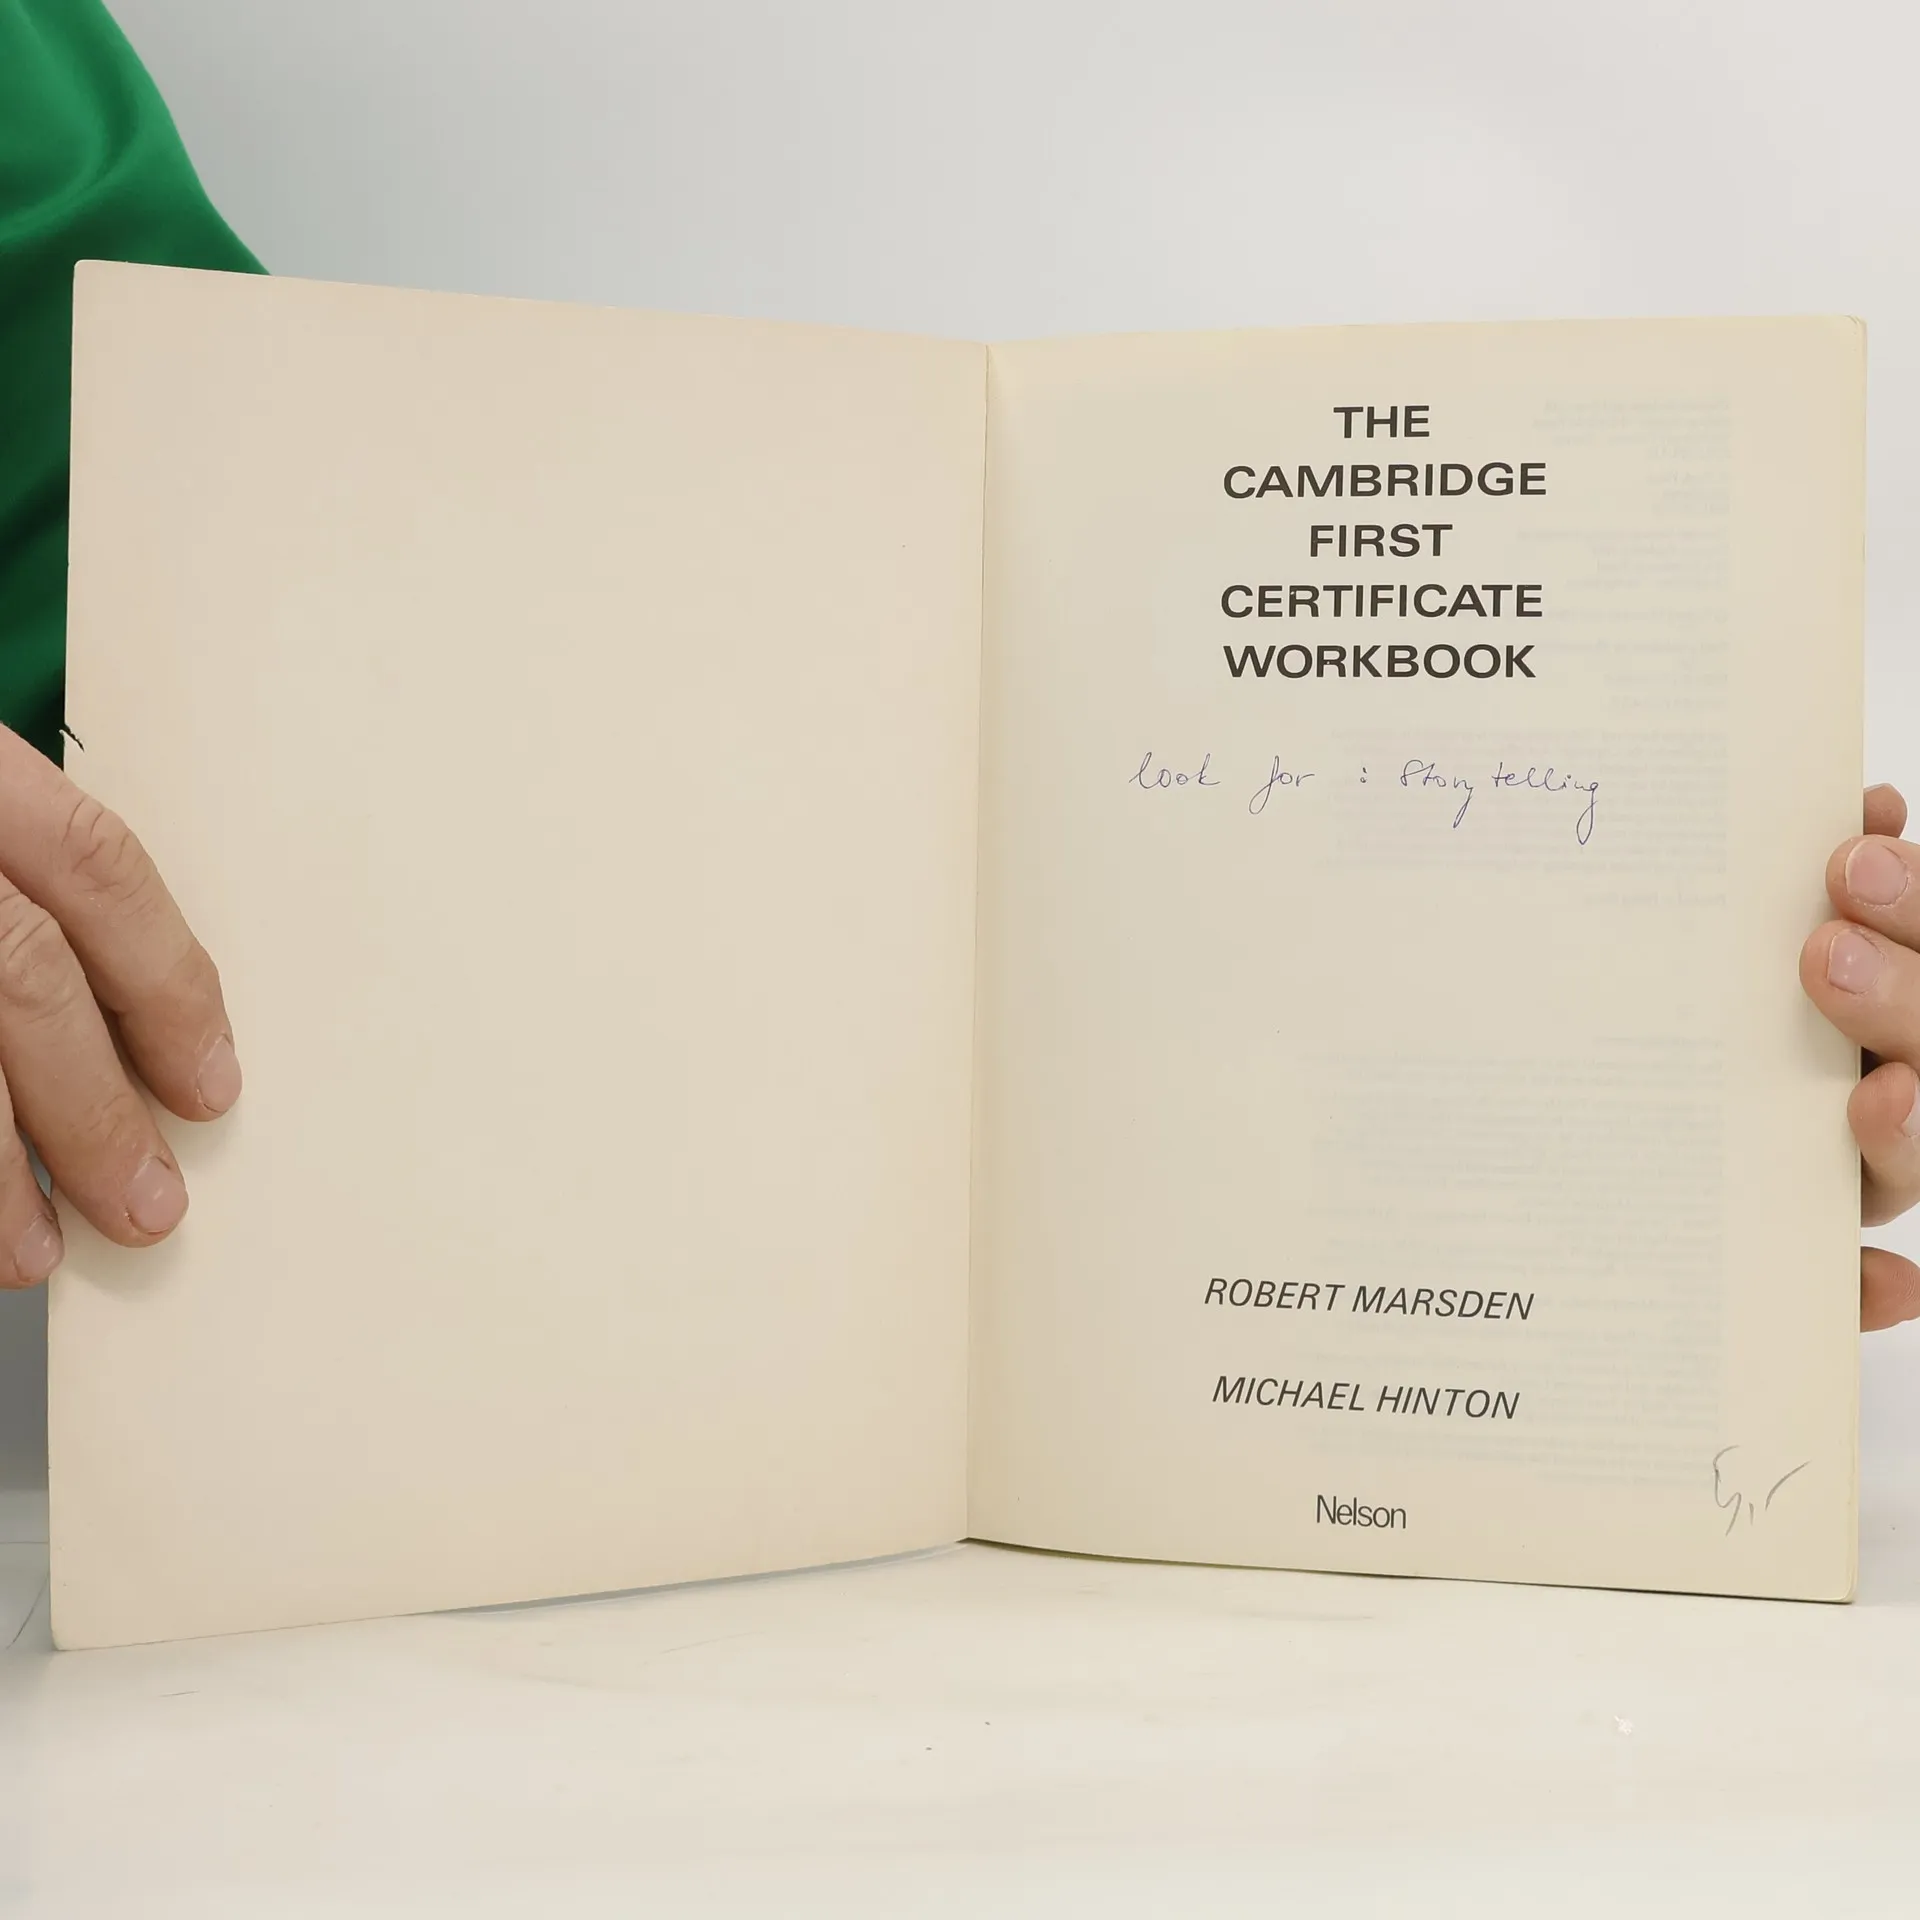 THE
CAMBRIDGE
FIRST
CERTIFICATE
WORKBOOK
look for : Story telling
ROBERT MARSDEN
MICHAEL HINTON
Nelson